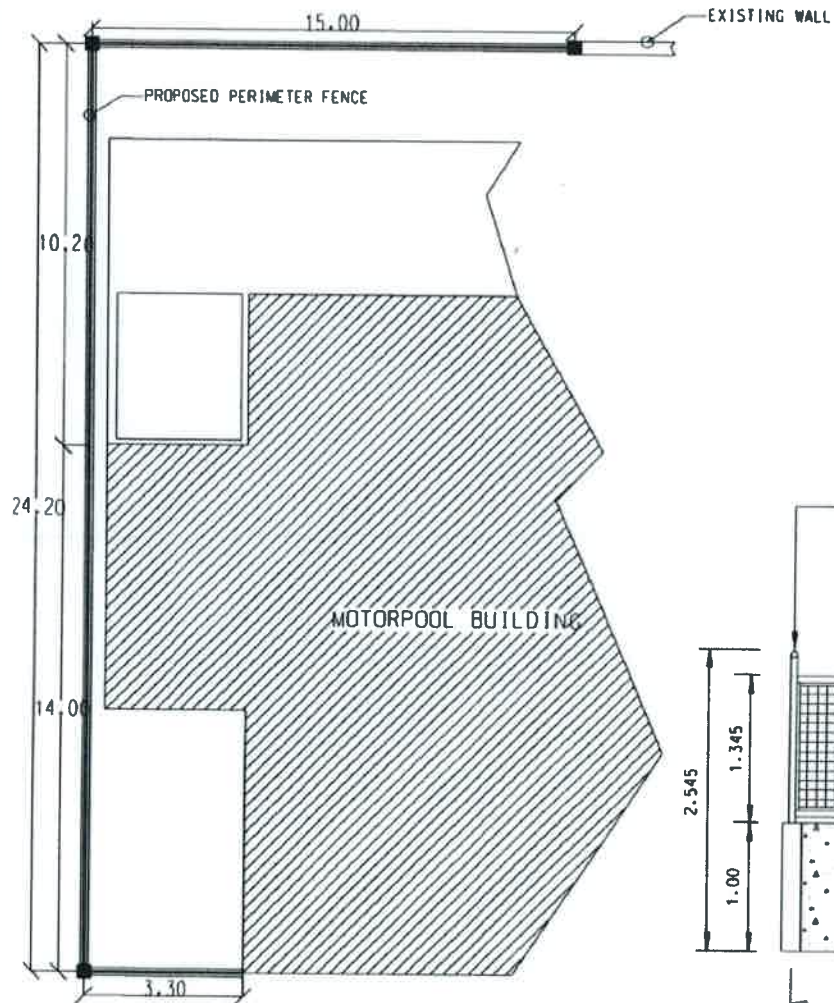 15.00
EXISTING WALL
PROPOSED PERIMETER FENCE
10.20
24.20
MOTORPOOL BUILDING
14.00
2.545
1.345
1.00
3.30